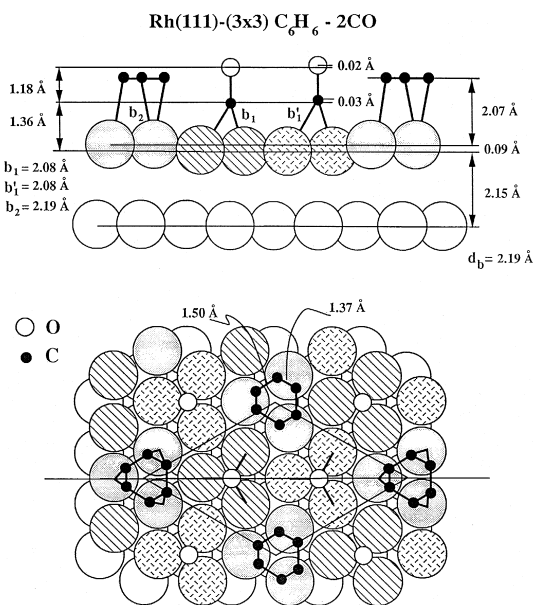 Rh(111)-(3x3) C6H6 - 2CO
0.02 Å
1.18 Å
0.03 Å
b2
b1
b'1
2.07 Å
1.36 Å
0.09 Å
b1 = 2.08 Å
b'1 = 2.08 Å
b2 = 2.19 Å
2.15 Å
db = 2.19 Å
1.50 Å
1.37 Å
O
C